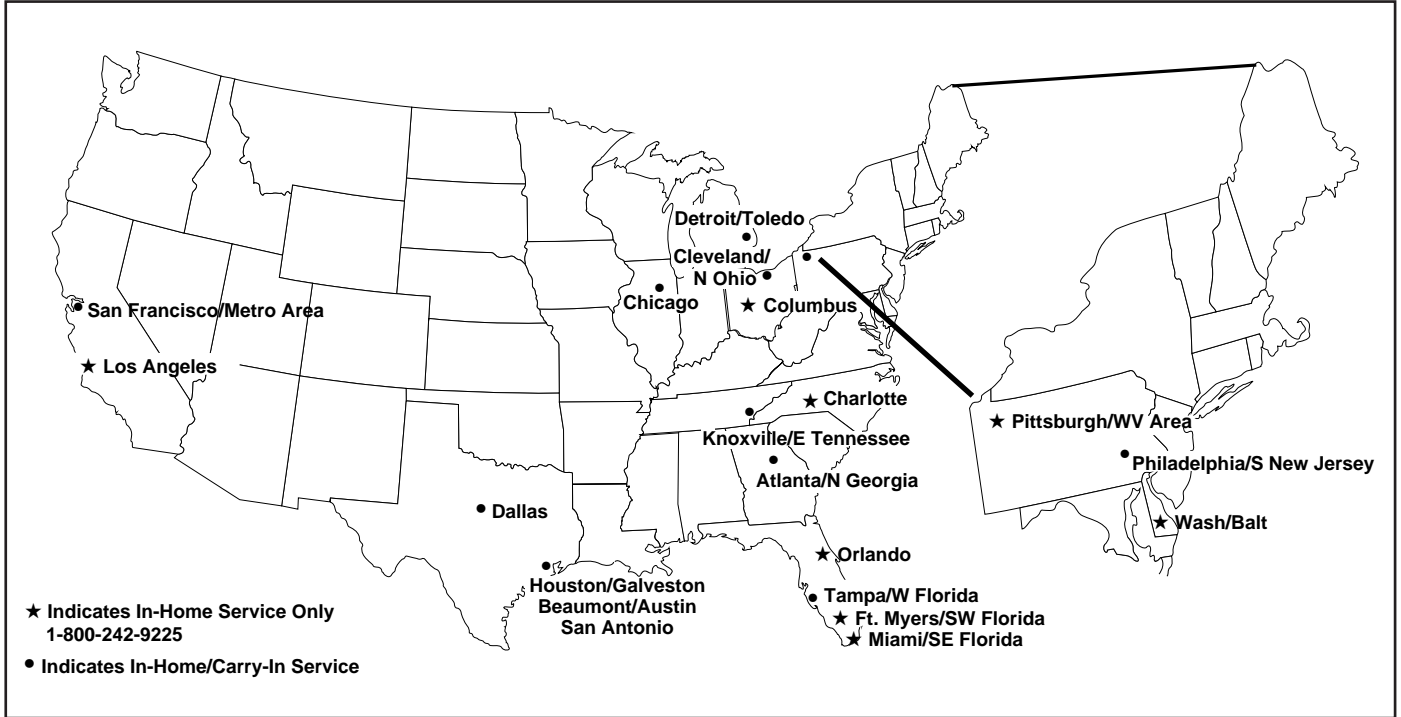 Detroit/Toledo
Cleveland/
N Ohio
Chicago
★ Columbus
San Francisco/Metro Area
★ Los Angeles
★ Charlotte
Knoxville/E Tennessee
Atlanta/N Georgia
★ Pittsburgh/WV Area
Philadelphia/S New Jersey
★ Wash/Balt
Dallas
★ Orlando
Houston/Galveston
Beaumont/Austin
San Antonio
Tampa/W Florida
★ Ft. Myers/SW Florida
★ Miami/SE Florida
★ Indicates In-Home Service Only
1-800-242-9225
• Indicates In-Home/Carry-In Service